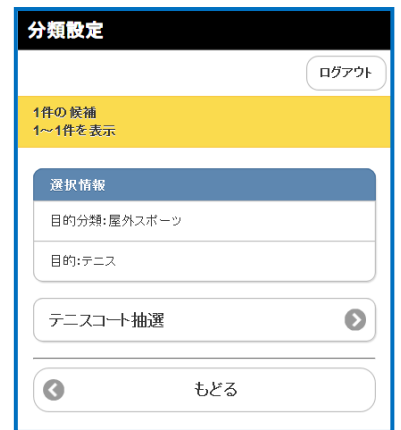 分類設定
ログアウト
1件の候補
1～1件を表示
選択情報
目的分類:屋外スポーツ
目的:テニス
テニスコート抽選
もどる